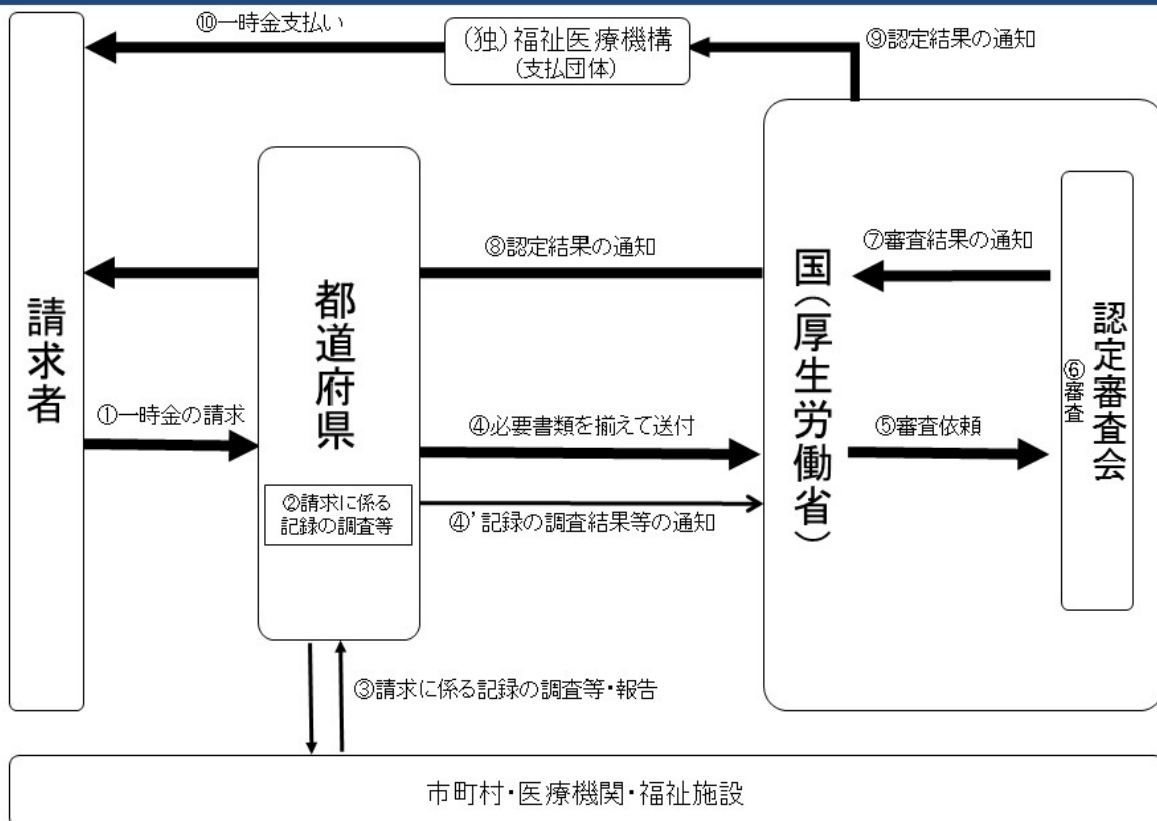 ⑩一時金支払い
(独)福祉医療機構
(支払団体)
⑨認定結果の通知
請求者
都道府県
⑧認定結果の通知
国(厚生労働省)
⑦審査結果の通知
認定審査会
⑥審査
①一時金の請求
④必要書類を揃えて送付
⑤審査依頼
②請求に係る
記録の調査等
④’記録の調査結果等の通知
③請求に係る記録の調査等・報告
市町村・医療機関・福祉施設